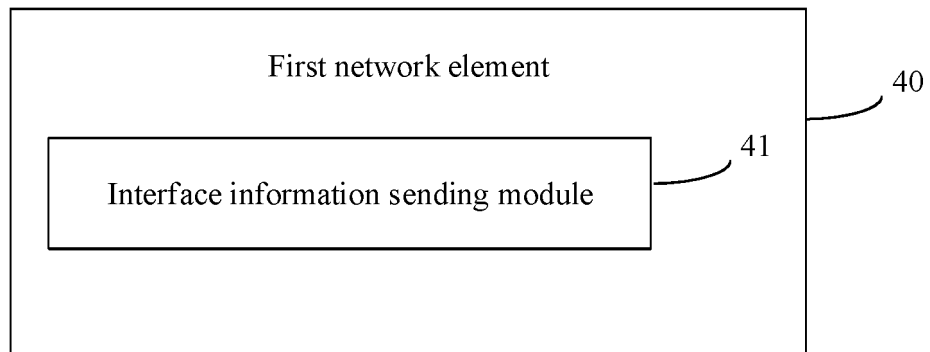 First network element
40
41
Interface information sending module